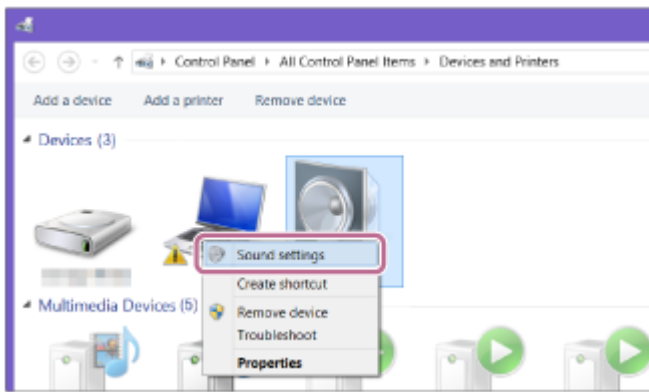 Control Panel ▸ All Control Panel Items ▸ Devices and Printers
Add a device Add a printer Remove device
Devices (3)
Sound settings
Create shortcut
Multimedia Devices (5)
Remove device
Troubleshoot
Properties